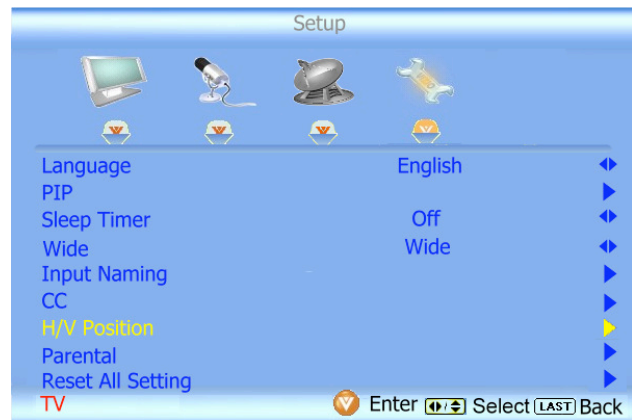 Setup
Language English
PIP
Sleep Timer Off
Wide Wide
Input Naming
CC
H/V Position
Parental
Reset All Setting
TV Enter Select LAST Back